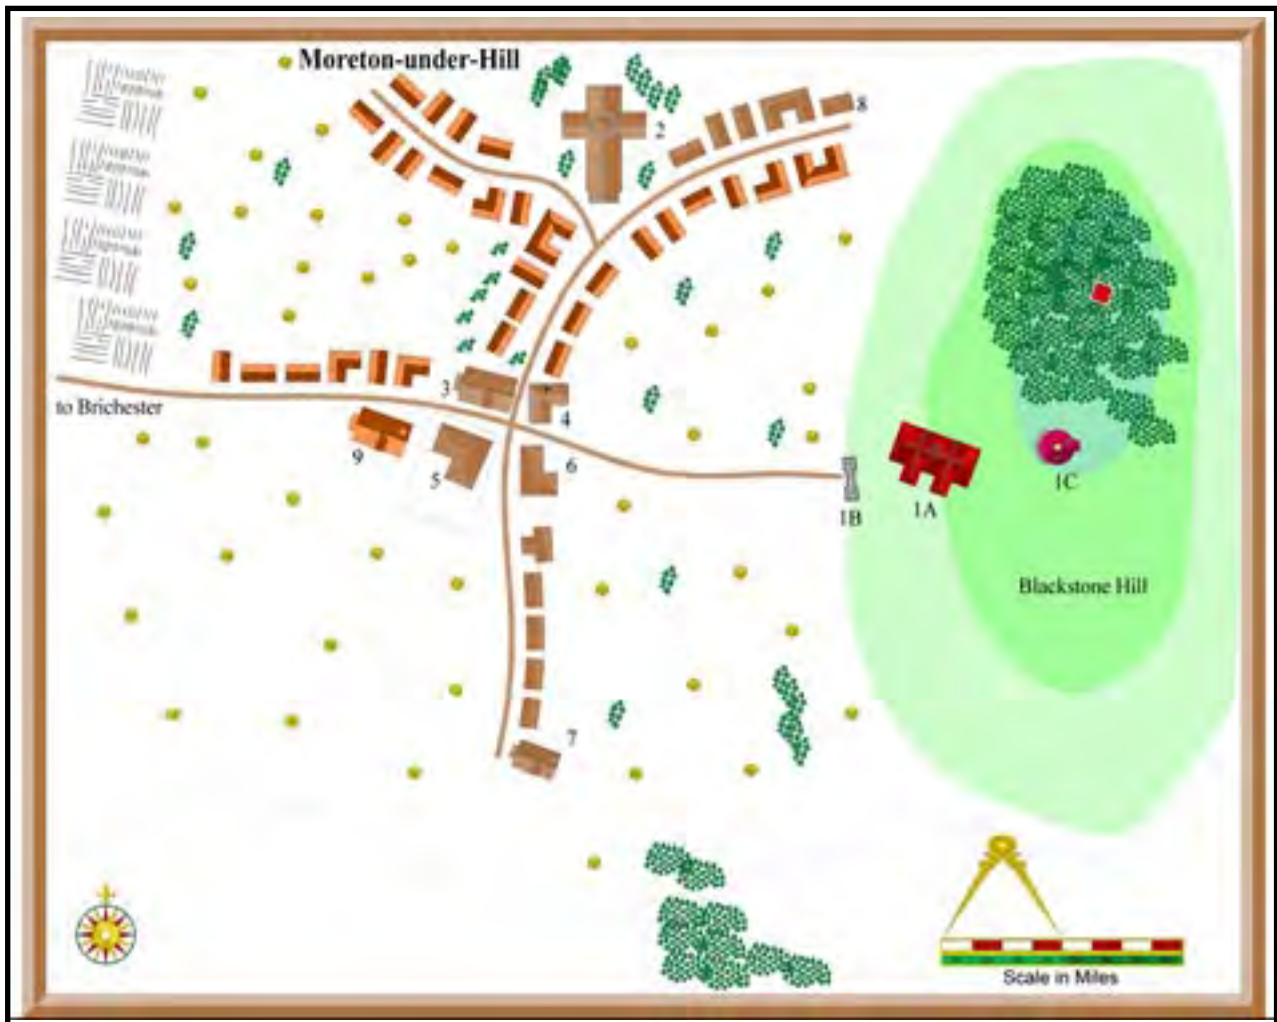 Moreton-under-Hill
2
8
3
4
to Brichester
9
5
6
1C
1B
1A
Blackstone Hill
7
Scale in Miles